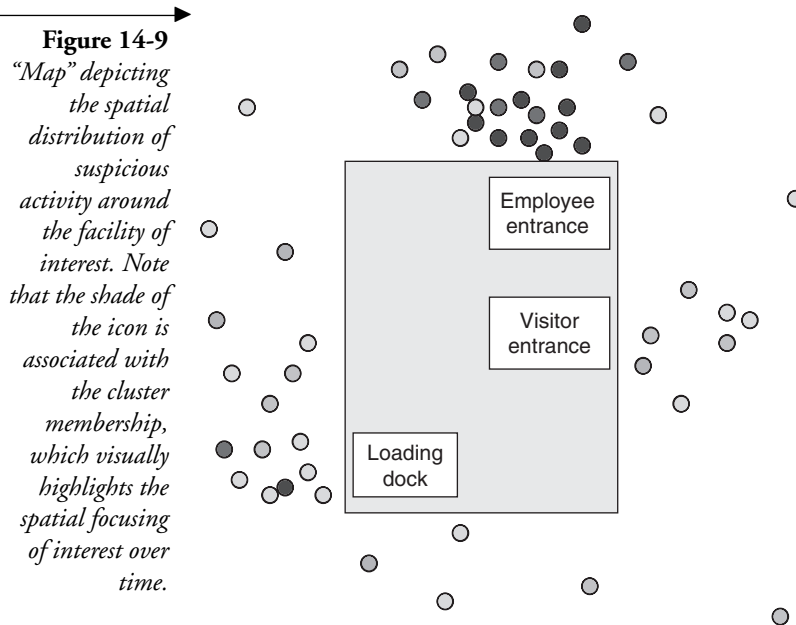 Figure 14-9
“Map” depicting
the spatial
distribution of
suspicious
activity around
the facility of
interest. Note
that the shade of
the icon is
associated with
the cluster
membership,
which visually
highlights the
spatial focusing
of interest over
time.
Employee
entrance
Visitor
entrance
Loading
dock